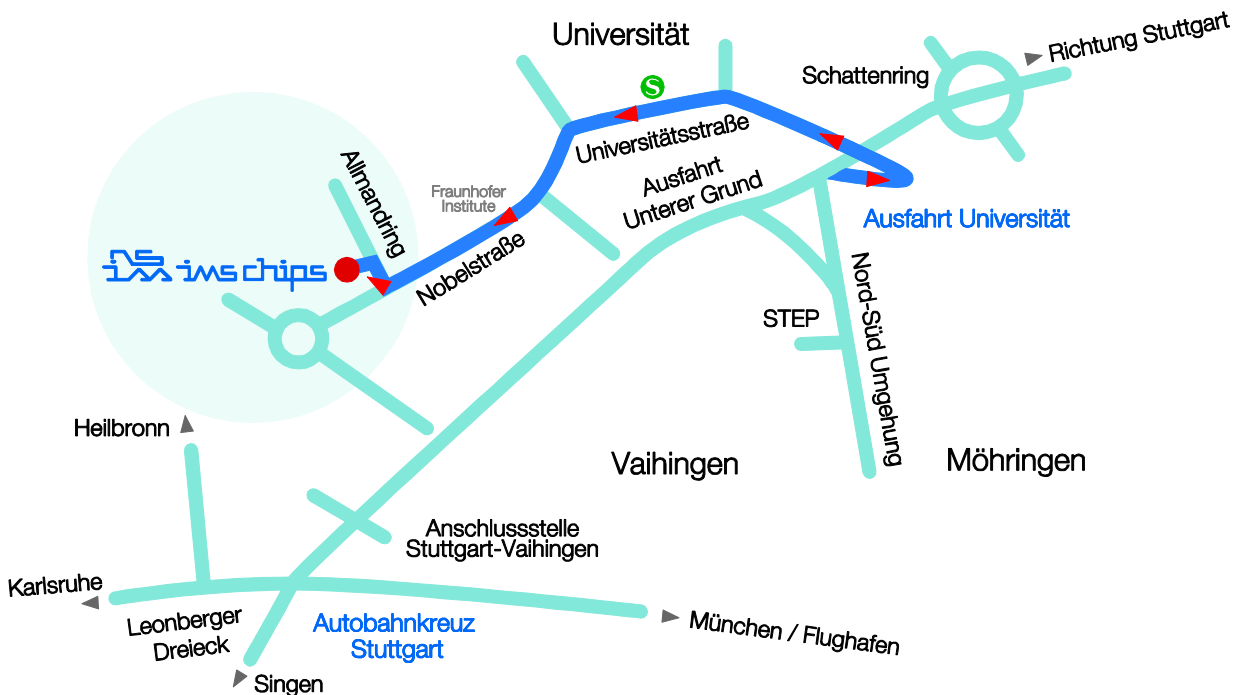 Universität
Richtung Stuttgart
Schattenring
S
Universitätsstraße
Allmandring
Ausfahrt
Unterer Grund
Fraunhofer
Institute
Ausfahrt Universität
ims chips
Nobelstraße
Nord-Süd Umgehung
STEP
Heilbronn
Vaihingen
Möhringen
Anschlussstelle
Stuttgart-Vaihingen
Karlsruhe
Leonberger
Dreieck
Autobahnkreuz
Stuttgart
München / Flughafen
Singen